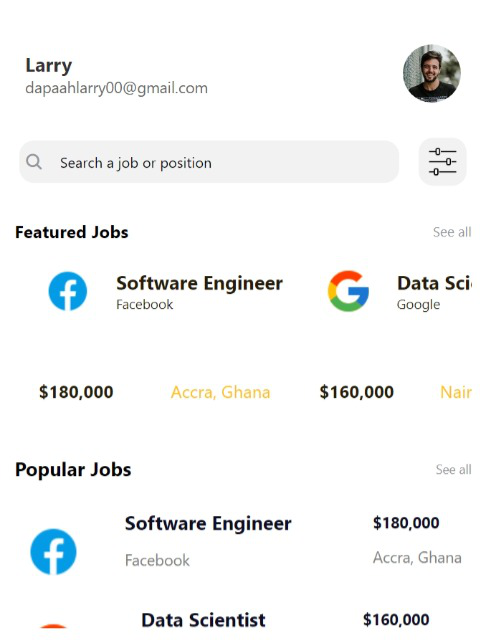 Larry
dapaahlarry00@gmail.com
Search a job or position
Featured Jobs See all
Software Engineer
Facebook
Data Sci
Google
$180,000 Accra, Ghana $160,000 Nair
Popular Jobs See all
Software Engineer $180,000
Facebook Accra, Ghana
Data Scientist $160,000